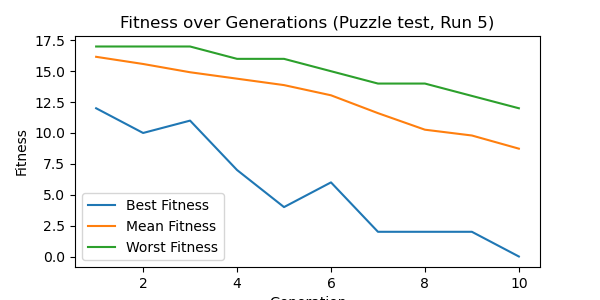 Fitness over Generations (Puzzle test, Run 5)
17.5
15.0
12.5
10.0
7.5
5.0
2.5
0.0
Fitness
Best Fitness
Mean Fitness
Worst Fitness
2 4 6 8 10
Generation